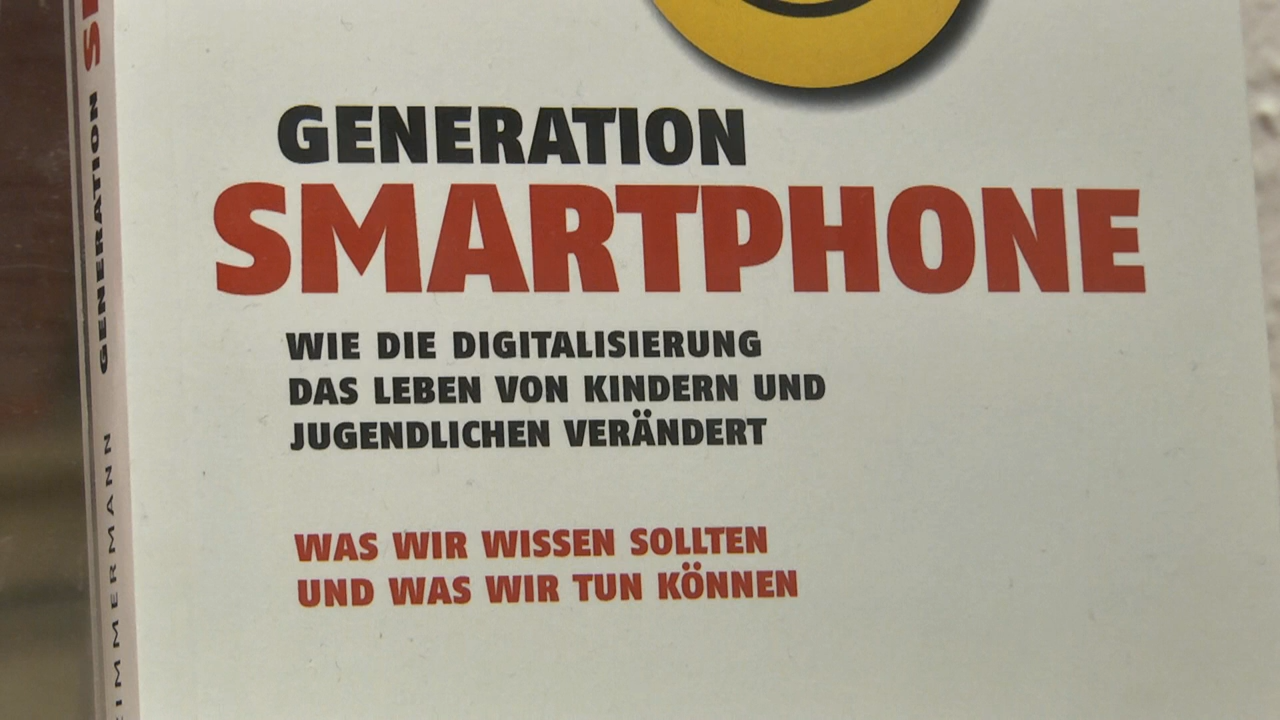 GENERATION
SMARTPHONE
WIE DIE DIGITALISIERUNG
DAS LEBEN VON KINDERN UND
JUGENDLICHEN VERÄNDERT
WAS WIR WISSEN SOLLTEN
UND WAS WIR TUN KÖNNEN
GENERATION